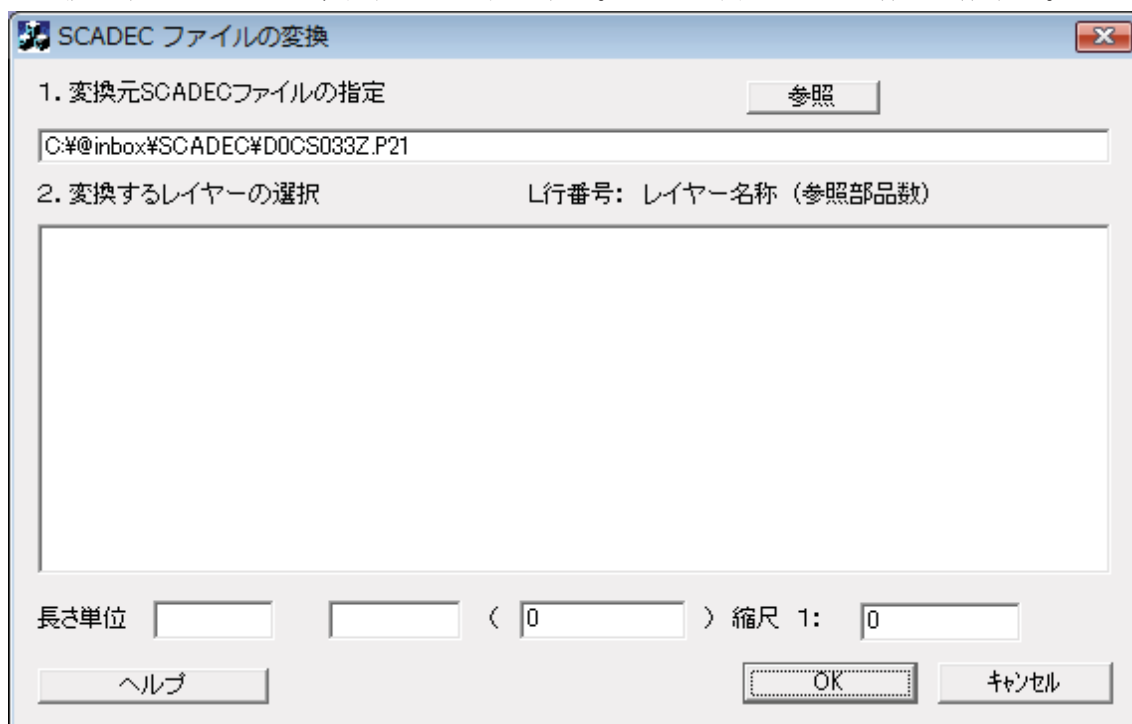 SCADEC ファイルの変換
1. 変換元SCADECファイルの指定 参照
C:¥@inbox¥SCADEC¥D0CS033Z.P21
2. 変換するレイヤーの選択 L行番号: レイヤー名称 (参照部品数)
長さ単位 ( 0 ) 縮尺 1: 0
ヘルプ OK キャンセル